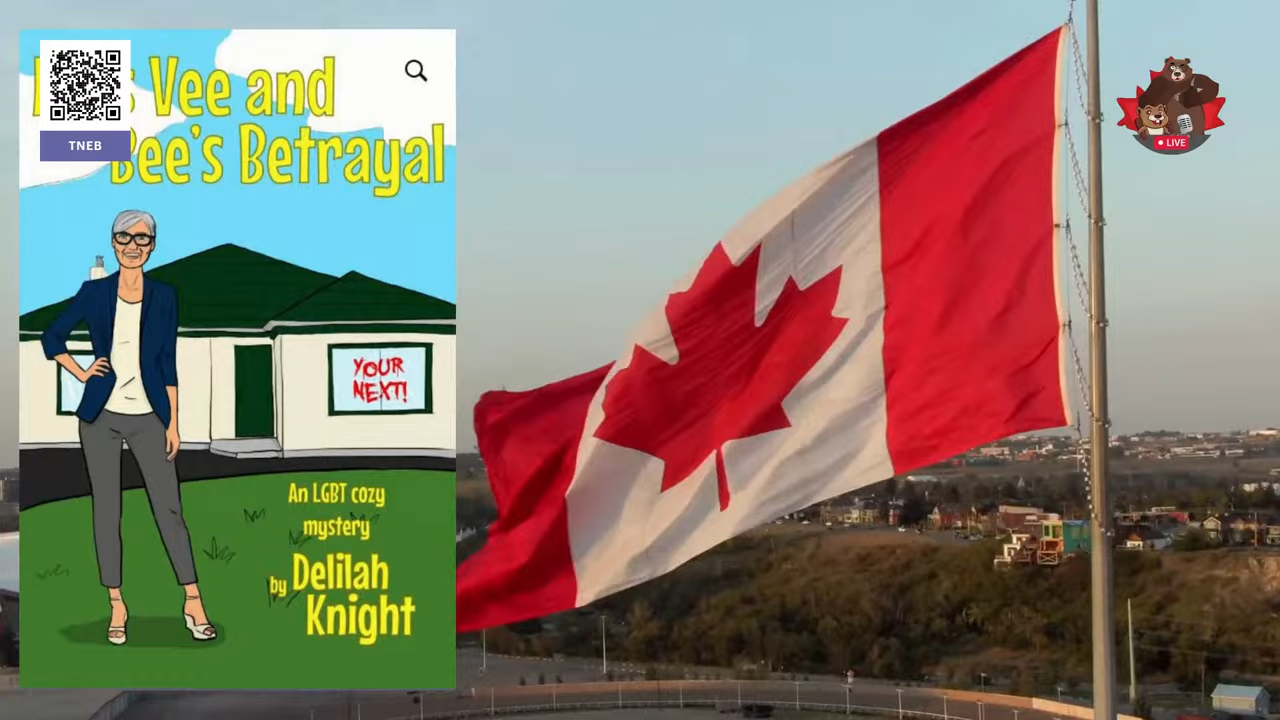 Vee and
Bee's Betrayal
TNEB
YOUR
NEXT!
An LGBT cozy
mystery
by Delilah
Knight
LIVE